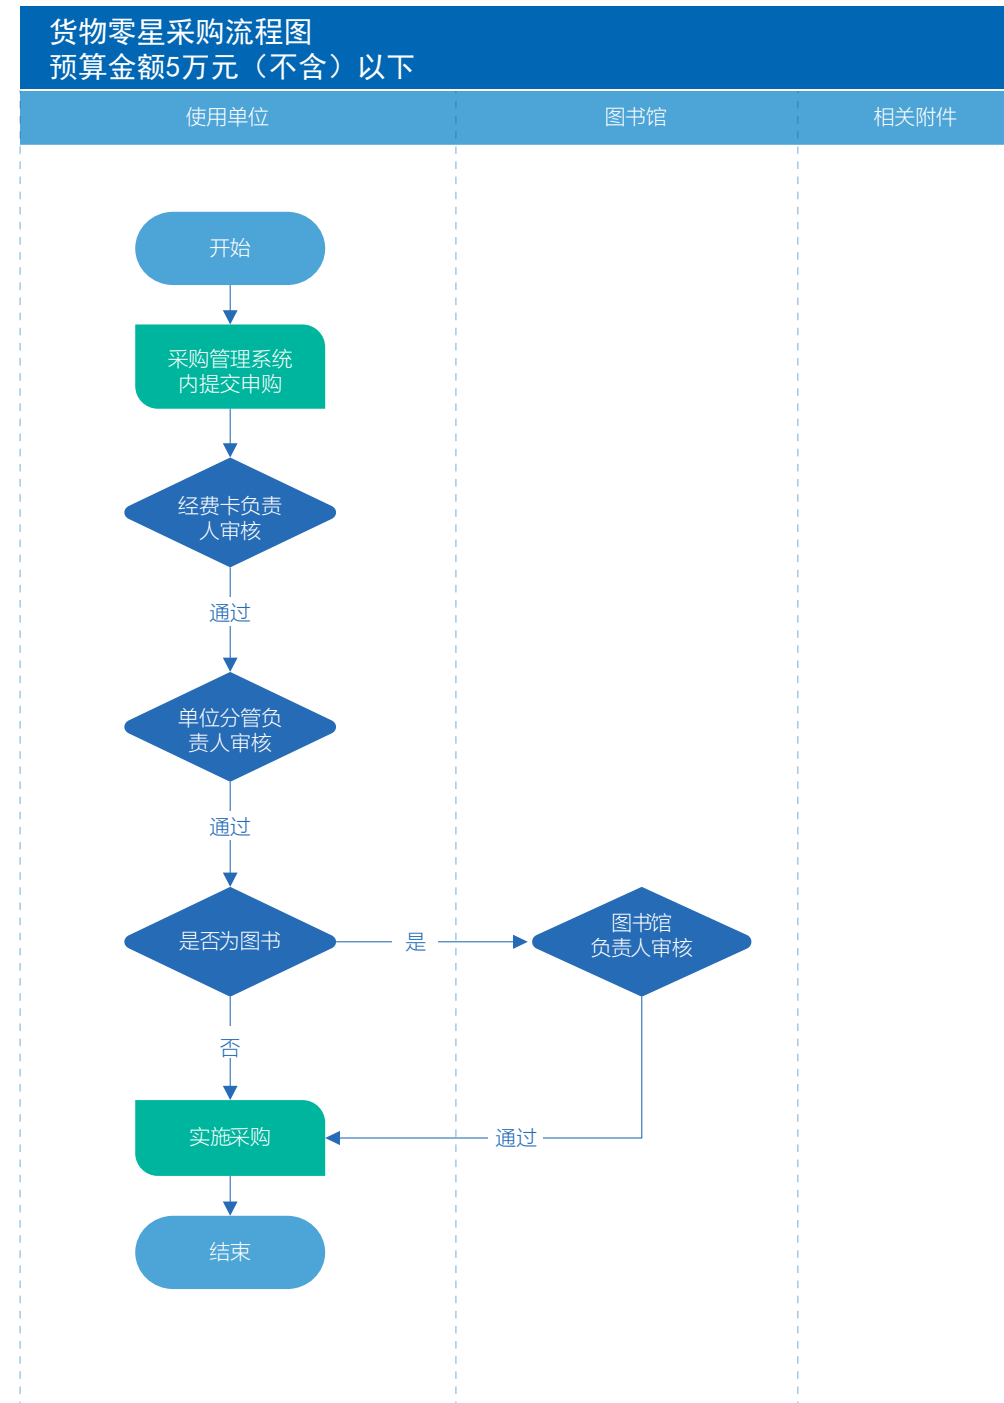 货物零星采购流程图
预算金额5万元（不含）以下
使用单位
图书馆
相关附件
开始
采购管理系统
内提交申购
经费卡负责
人审核
通过
单位分管负
责人审核
通过
是否为图书
是
图书馆
负责人审核
否
实施采购
通过
结束